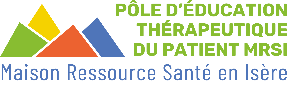 PÔLE D'ÉDUCATION
THÉRAPEUTIQUE
DU PATIENT MRSI
Maison Ressource Santé en Isère